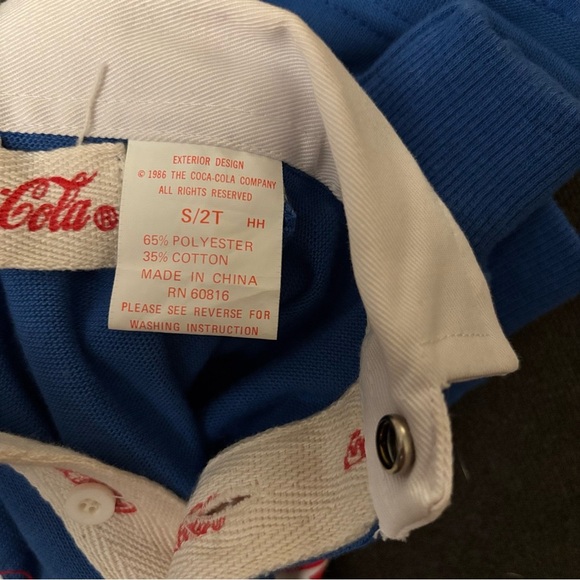 Cola®
EXTERIOR DESIGN
© 1986 THE COCA-COLA COMPANY
ALL RIGHTS RESERVED
S/2T HH
65% POLYESTER
35% COTTON
MADE IN CHINA
RN 60816
PLEASE SEE REVERSE FOR
WASHING INSTRUCTION